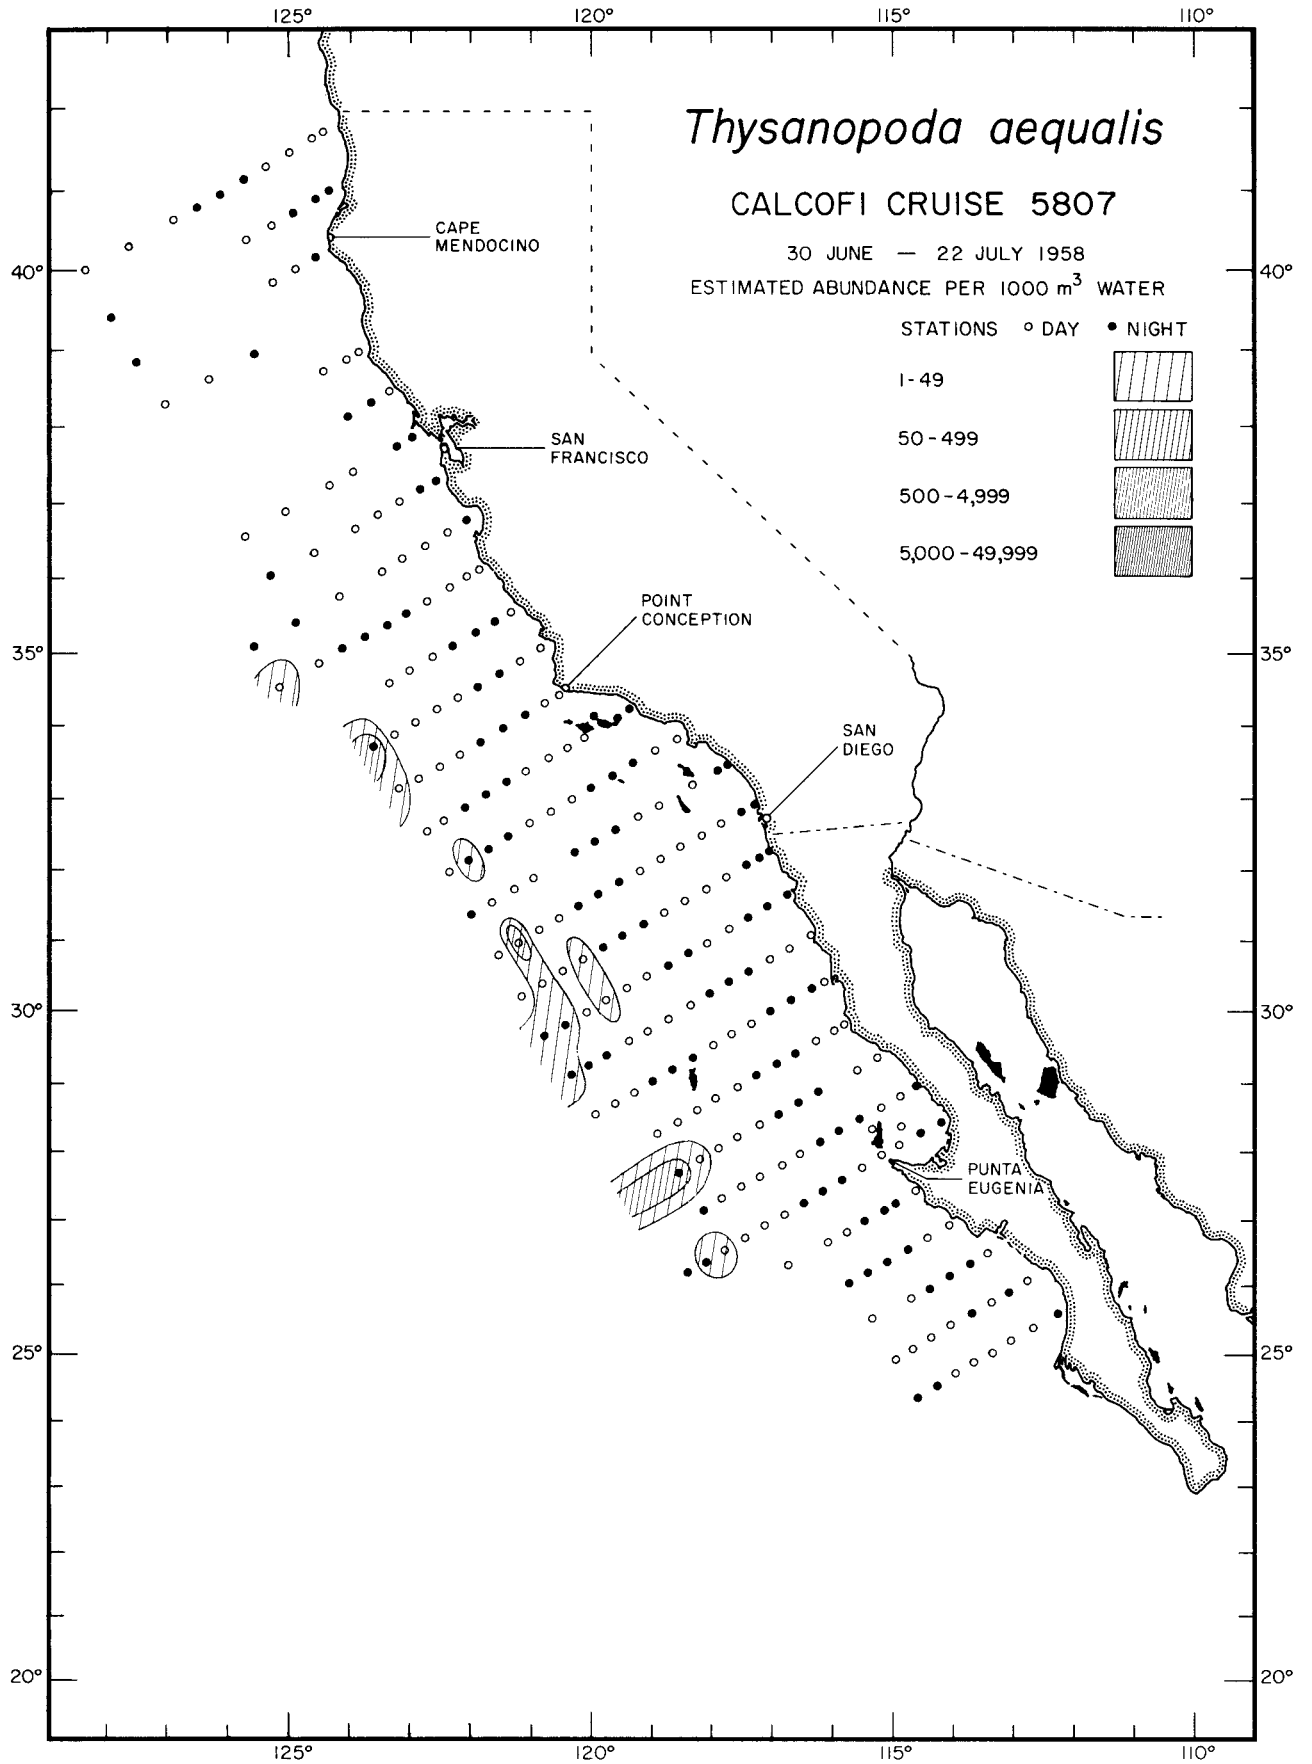 125°
120°
115°
110°
Thysanopoda aequalis
CALCOFI CRUISE 5807
30 JUNE — 22 JULY 1958
ESTIMATED ABUNDANCE PER 1000 m³ WATER
STATIONS ○ DAY ● NIGHT
1-49
50-499
500-4,999
5,000-49,999
CAPE
MENDOCINO
40°
40°
SAN
FRANCISCO
POINT
CONCEPTION
35°
35°
SAN
DIEGO
30°
30°
PUNTA
EUGENIA
25°
25°
20°
20°
125°
120°
115°
110°